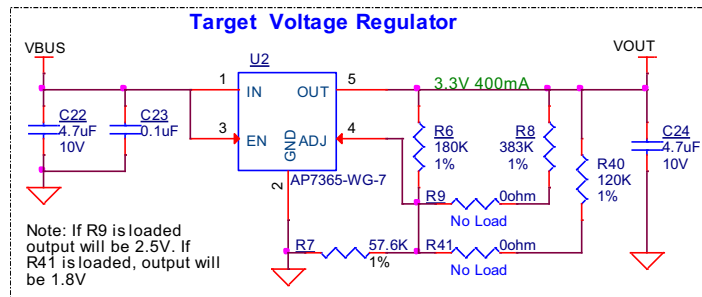 Target Voltage Regulator
VBUS
U2
VOUT
1
IN
OUT
5
3.3V 400mA
C22
4.7uF
10V
C23
0.1uF
3
EN
GND
ADJ
4
R6
180K
1%
R8
383K
1%
C24
4.7uF
10V
R40
120K
1%
2
AP7365-WG-7
R9
0ohm
No Load
Note: If R9 is loaded
output will be 2.5V. If
R41 is loaded, output will
be 1.8V
R7
57.6K
1%
R41
0ohm
No Load